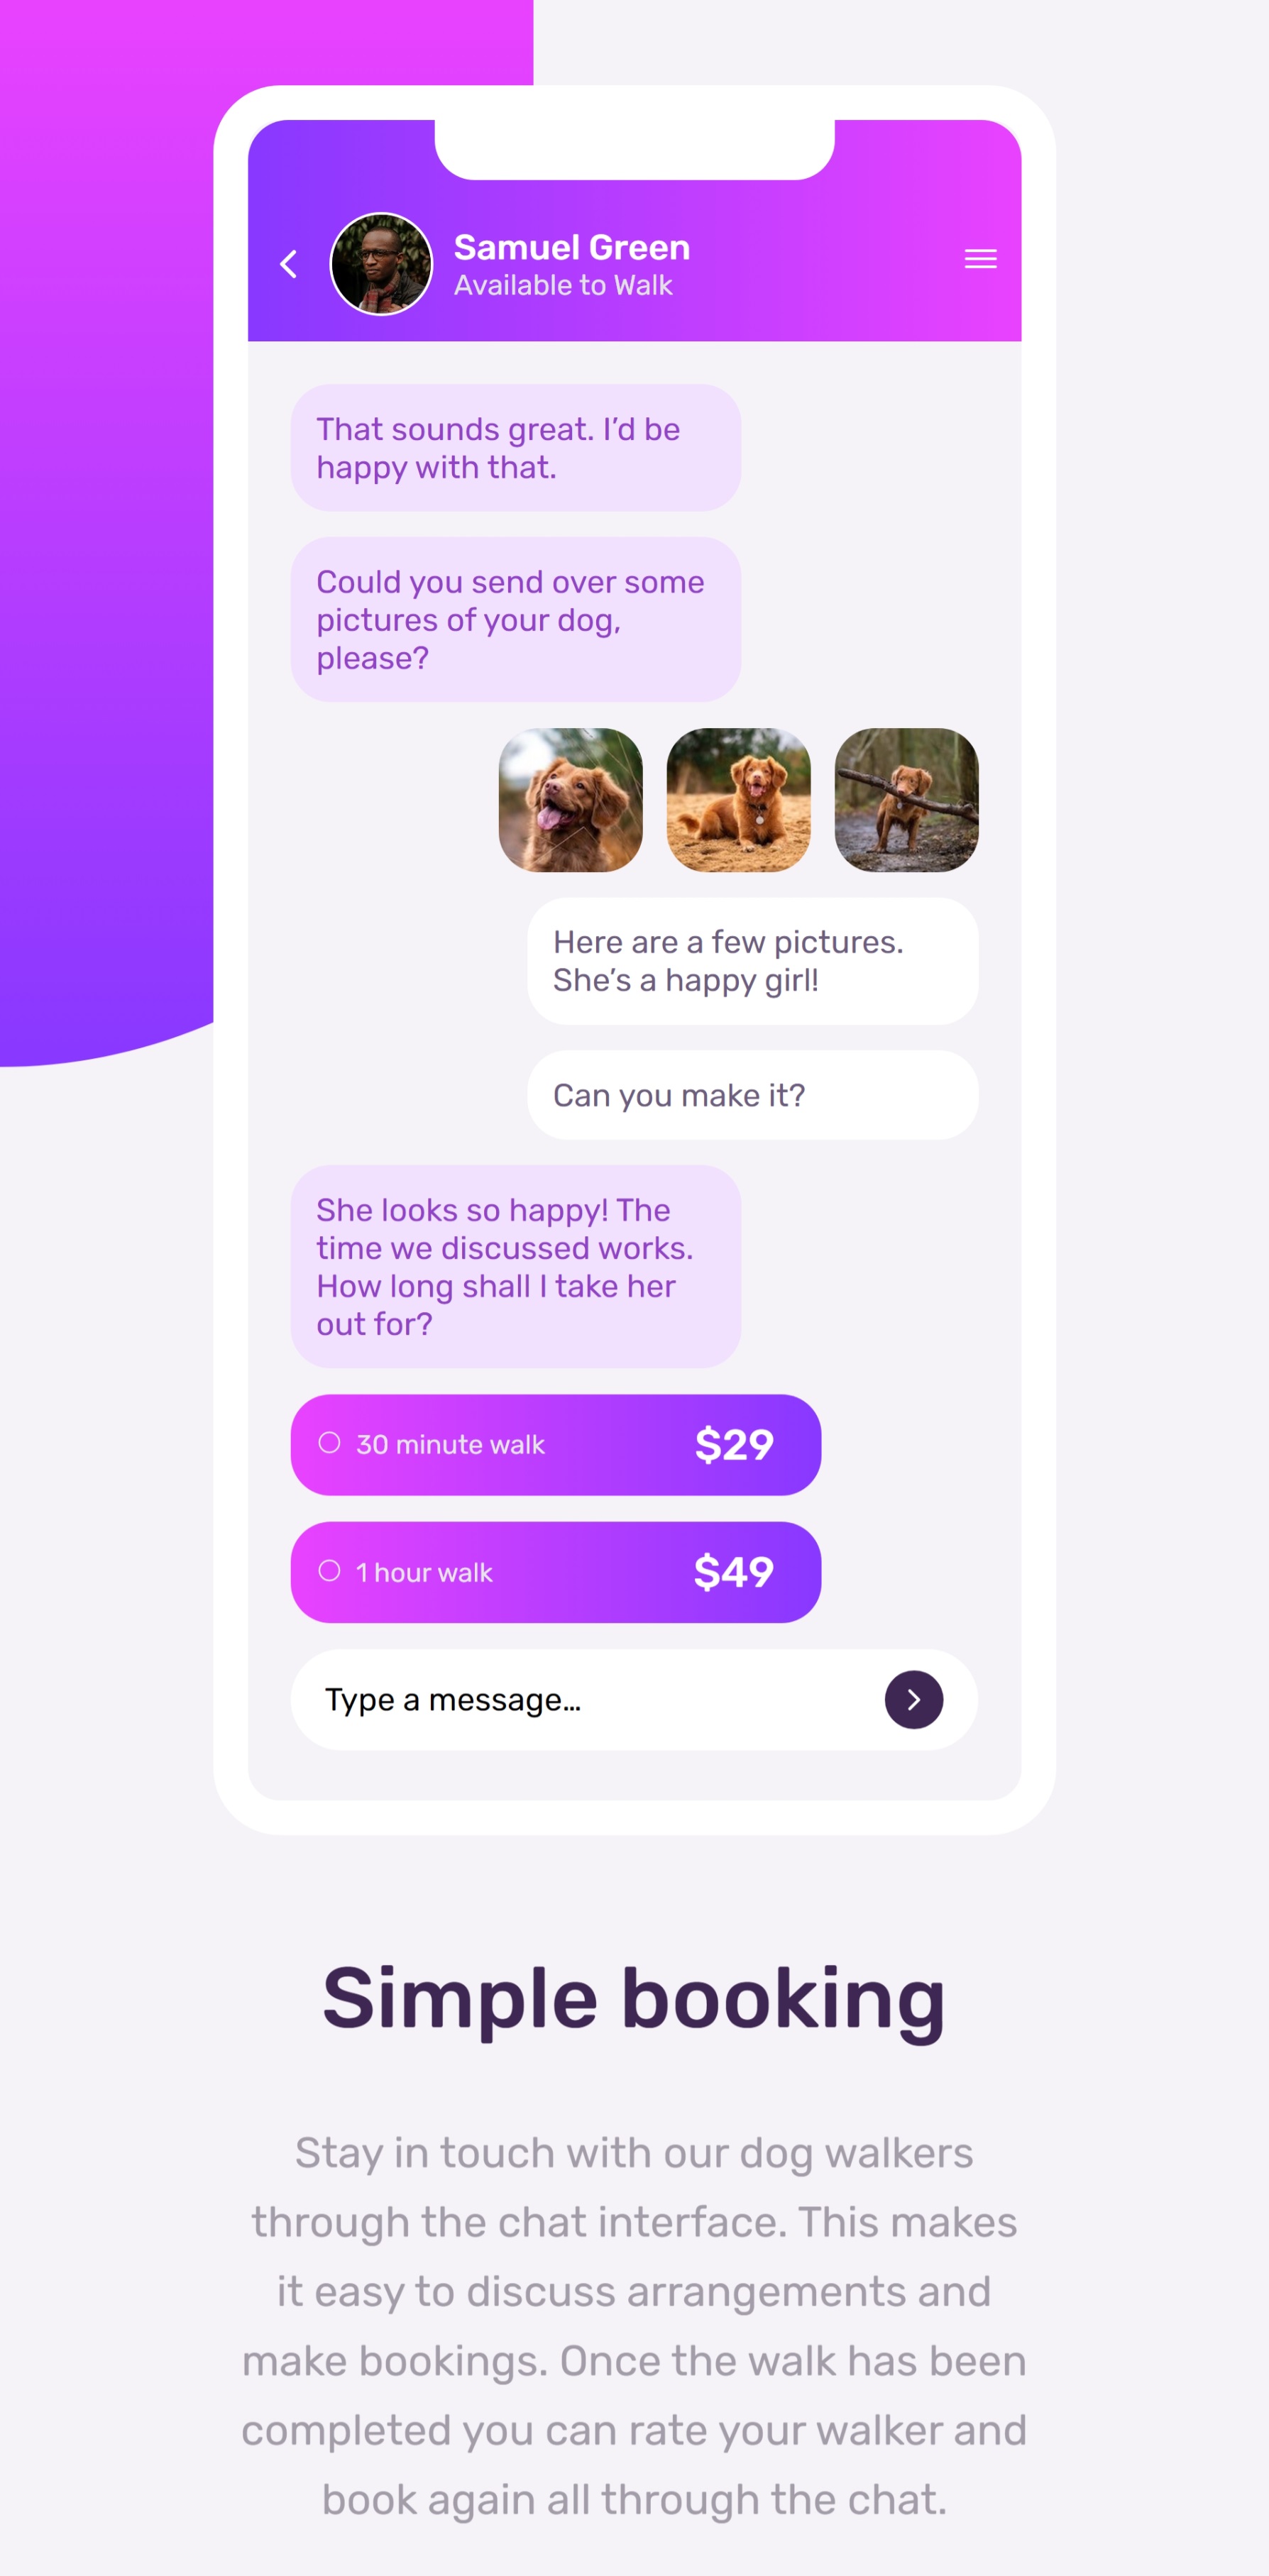 Samuel Green
Available to Walk
That sounds great. I’d be
happy with that.
Could you send over some
pictures of your dog,
please?
Here are a few pictures.
She’s a happy girl!
Can you make it?
She looks so happy! The
time we discussed works.
How long shall I take her
out for?
30 minute walk $29
1 hour walk $49
Type a message…
Simple booking
Stay in touch with our dog walkers
through the chat interface. This makes
it easy to discuss arrangements and
make bookings. Once the walk has been
completed you can rate your walker and
book again all through the chat.